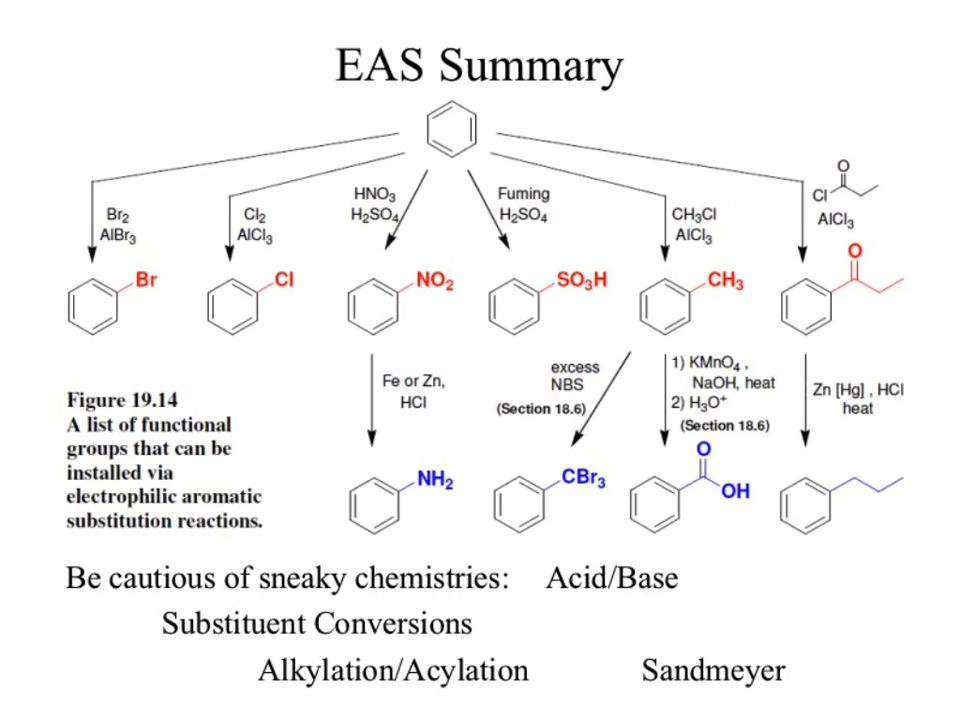 EAS Summary
Br2
AlBr3
Cl2
AlCl3
HNO3
H2SO4
Fuming
H2SO4
CH3Cl
AlCl3
O
Cl
AlCl3
Br
Cl
NO2
SO3H
CH3
O
Fe or Zn,
HCl
excess
NBS
(Section 18.6)
1) KMnO4 ,
NaOH, heat
2) H3O+
(Section 18.6)
Zn [Hg] , HCl
heat
Figure 19.14
A list of functional
groups that can be
installed via
electrophilic aromatic
substitution reactions.
NH2
CBr3
O
OH
Be cautious of sneaky chemistries: Acid/Base
Substituent Conversions
Alkylation/Acylation Sandmeyer